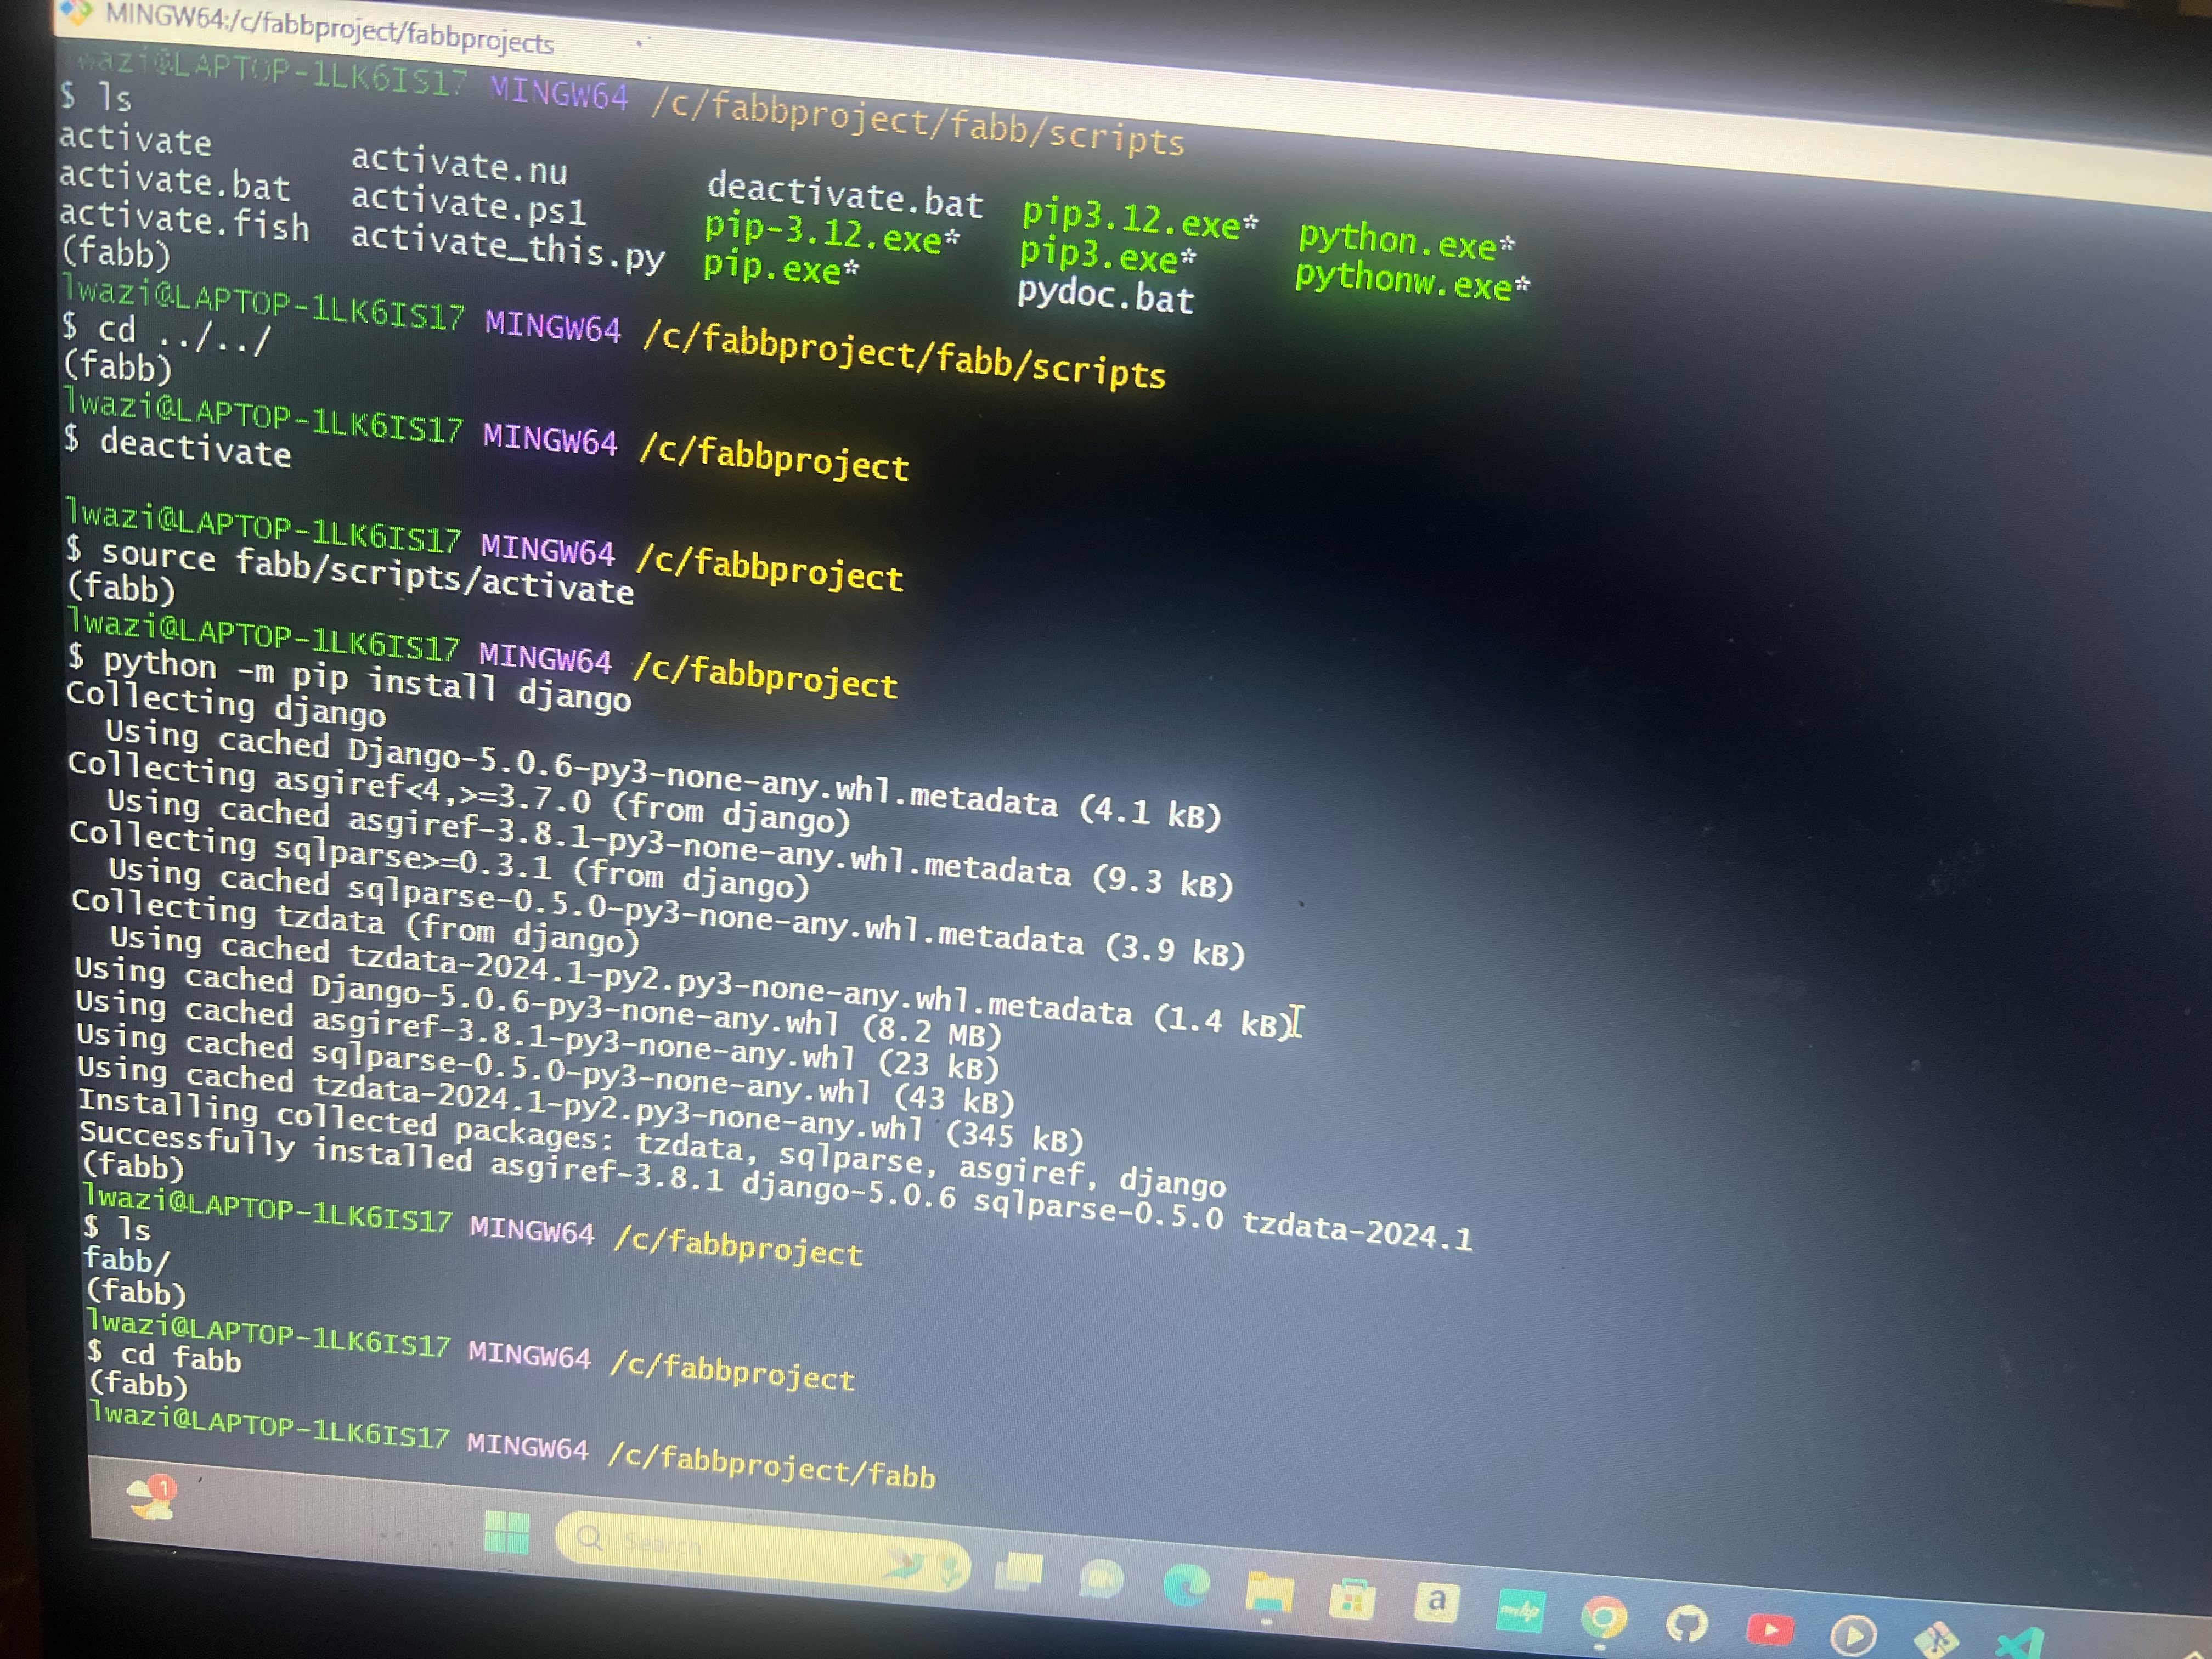 MINGW64:/c/fabbproject/fabbprojects
lwazi@LAPTOP-1LK6IS17 MINGW64 /c/fabbproject/fabb/scripts
$ ls
activate activate.nu deactivate.bat pip3.12.exe* python.exe*
activate.bat activate.ps1 pip-3.12.exe* pip3.exe* pythonw.exe*
activate.fish activate_this.py pip.exe* pydoc.bat
(fabb)
lwazi@LAPTOP-1LK6IS17 MINGW64 /c/fabbproject/fabb/scripts
$ cd ../../
(fabb)
lwazi@LAPTOP-1LK6IS17 MINGW64 /c/fabbproject
$ deactivate
lwazi@LAPTOP-1LK6IS17 MINGW64 /c/fabbproject
$ source fabb/scripts/activate
(fabb)
lwazi@LAPTOP-1LK6IS17 MINGW64 /c/fabbproject
$ python -m pip install django
Collecting django
Using cached Django-5.0.6-py3-none-any.whl.metadata (4.1 kB)
Collecting asgiref<4,>=3.7.0 (from django)
Using cached asgiref-3.8.1-py3-none-any.whl.metadata (9.3 kB)
Collecting sqlparse>=0.3.1 (from django)
Using cached sqlparse-0.5.0-py3-none-any.whl.metadata (3.9 kB)
Collecting tzdata (from django)
Using cached tzdata-2024.1-py2.py3-none-any.whl.metadata (1.4 kB)
Using cached Django-5.0.6-py3-none-any.whl (8.2 MB)
Using cached asgiref-3.8.1-py3-none-any.whl (23 kB)
Using cached sqlparse-0.5.0-py3-none-any.whl (43 kB)
Using cached tzdata-2024.1-py2.py3-none-any.whl (345 kB)
Installing collected packages: tzdata, sqlparse, asgiref, django
Successfully installed asgiref-3.8.1 django-5.0.6 sqlparse-0.5.0 tzdata-2024.1
(fabb)
lwazi@LAPTOP-1LK6IS17 MINGW64 /c/fabbproject
$ ls
fabb/
(fabb)
lwazi@LAPTOP-1LK6IS17 MINGW64 /c/fabbproject
$ cd fabb
(fabb)
lwazi@LAPTOP-1LK6IS17 MINGW64 /c/fabbproject/fabb
1
Search
a